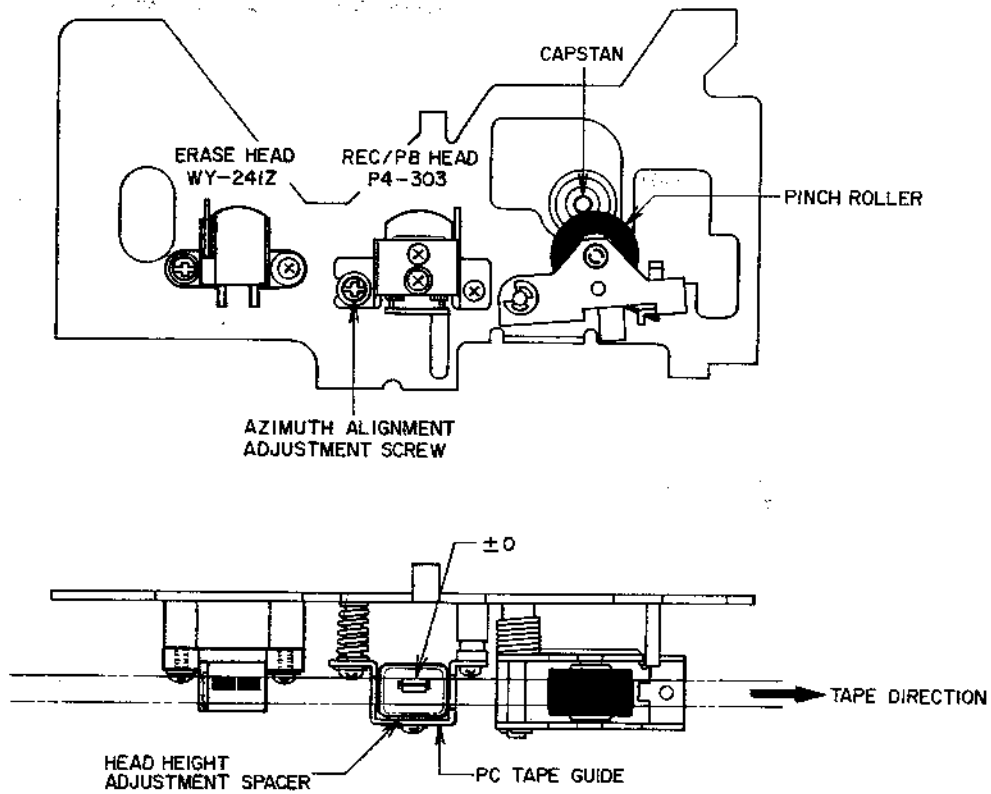 CAPSTAN
ERASE HEAD
WY-241Z
REC/PB HEAD
P4-303
PINCH ROLLER
AZIMUTH ALIGNMENT
ADJUSTMENT SCREW
±0
TAPE DIRECTION
HEAD HEIGHT
ADJUSTMENT SPACER
PC TAPE GUIDE